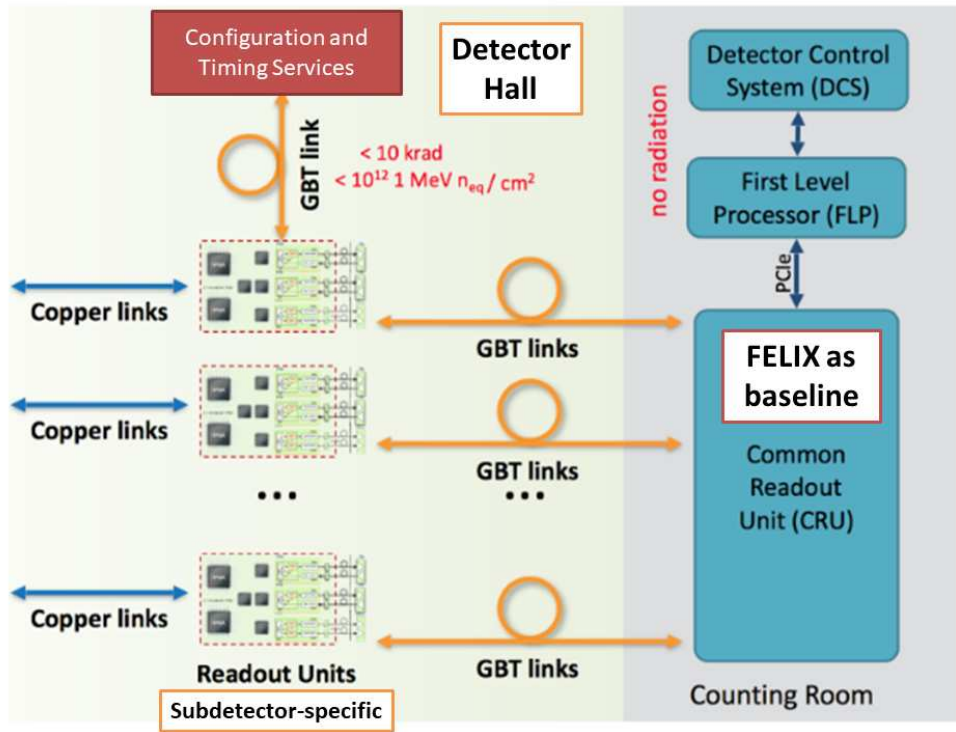 Configuration and
Timing Services
Detector
Hall
Detector Control
System (DCS)
no radiation
GBT link
< 10 krad
< 10¹² 1 MeV nₑq / cm²
First Level
Processor (FLP)
PCIe
Copper links
GBT links
FELIX as
baseline
Copper links
GBT links
Common
Readout
Unit (CRU)
...
...
Copper links
GBT links
Readout Units
Subdetector-specific
Counting Room